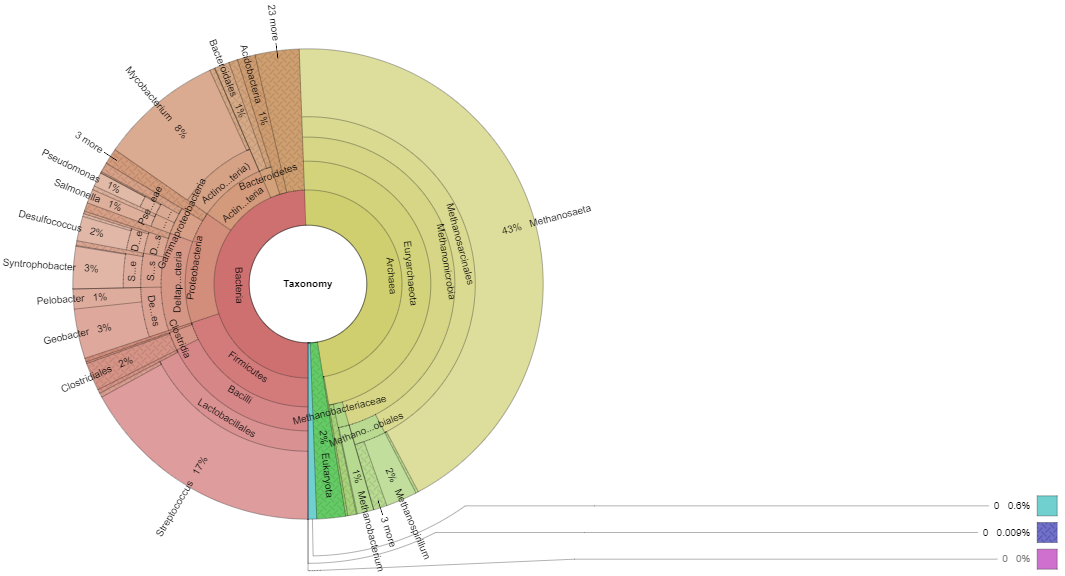 23 more
Acidobacteria 1%
Bacteroidales 1%
Mycobacterium 8%
3 more
Pseudomonas 1%
Salmonella 1%
Desulfococcus 2%
Syntrophobacter 3%
Pelobacter 1%
Geobacter 3%
Clostridiales 2%
Streptococcus 17%
Bacteroidetes
Actino...teria)
Actin...teria
Gammaproteobacteria
Pse...eae
Proteobacteria
Deltap...cteria
D...e
D...s
S...e
S...s
De...es
Clostridia
Bacteria
Firmicutes
Bacilli
Lactobacillales
Taxonomy
Archaea
Euryarchaeota
Methanomicrobia
Methanosarcinales
43% Methanosaeta
Methanobacteriaceae
Methano...obiales
2% Eukaryota
1% Methanobacterium
3 more
2% Methanospirillum
0 0.6%
0 0.009%
0 0%